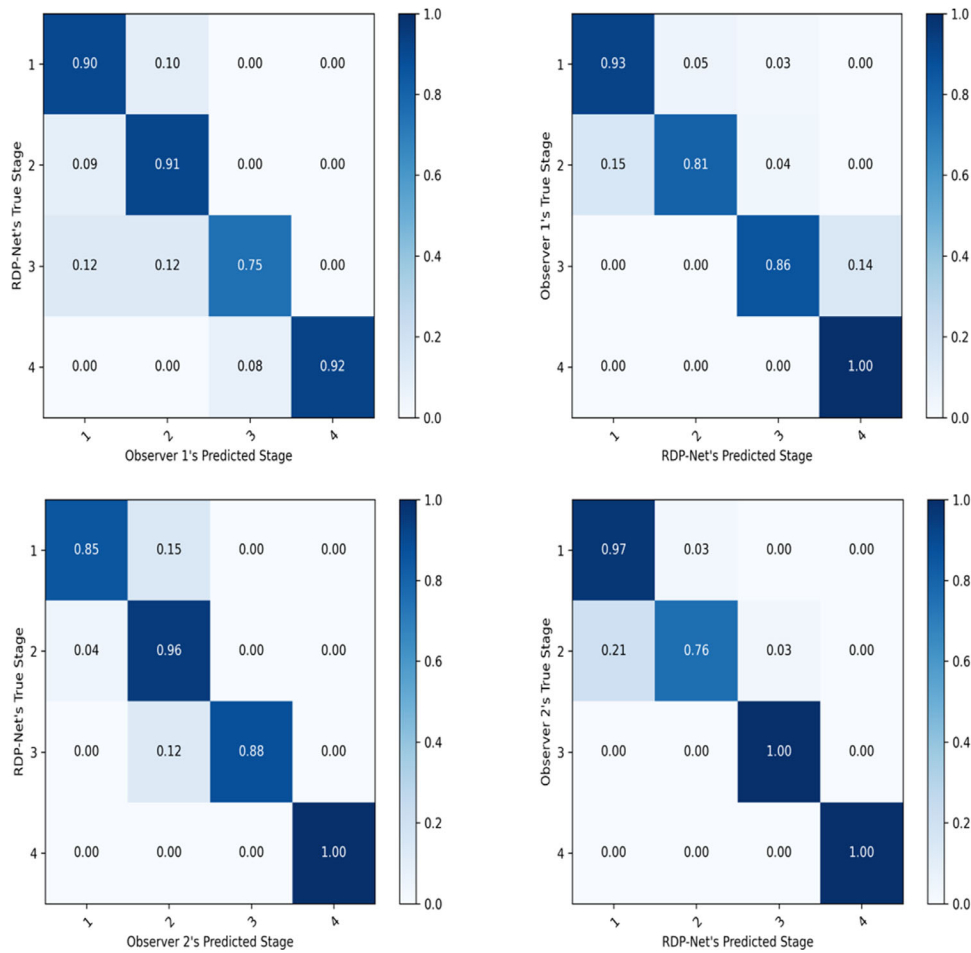 RDP-Net's True Stage
1 0.90 0.10 0.00 0.00
2 0.09 0.91 0.00 0.00
3 0.12 0.12 0.75 0.00
4 0.00 0.00 0.08 0.92
1 2 3 4
Observer 1's Predicted Stage
1.0
0.8
0.6
0.4
0.2
0.0
Observer 1's True Stage
1 0.93 0.05 0.03 0.00
2 0.15 0.81 0.04 0.00
3 0.00 0.00 0.86 0.14
4 0.00 0.00 0.00 1.00
1 2 3 4
RDP-Net's Predicted Stage
1.0
0.8
0.6
0.4
0.2
0.0
RDP-Net's True Stage
1 0.85 0.15 0.00 0.00
2 0.04 0.96 0.00 0.00
3 0.00 0.12 0.88 0.00
4 0.00 0.00 0.00 1.00
1 2 3 4
Observer 2's Predicted Stage
1.0
0.8
0.6
0.4
0.2
0.0
Observer 2's True Stage
1 0.97 0.03 0.00 0.00
2 0.21 0.76 0.03 0.00
3 0.00 0.00 1.00 0.00
4 0.00 0.00 0.00 1.00
1 2 3 4
RDP-Net's Predicted Stage
1.0
0.8
0.6
0.4
0.2
0.0